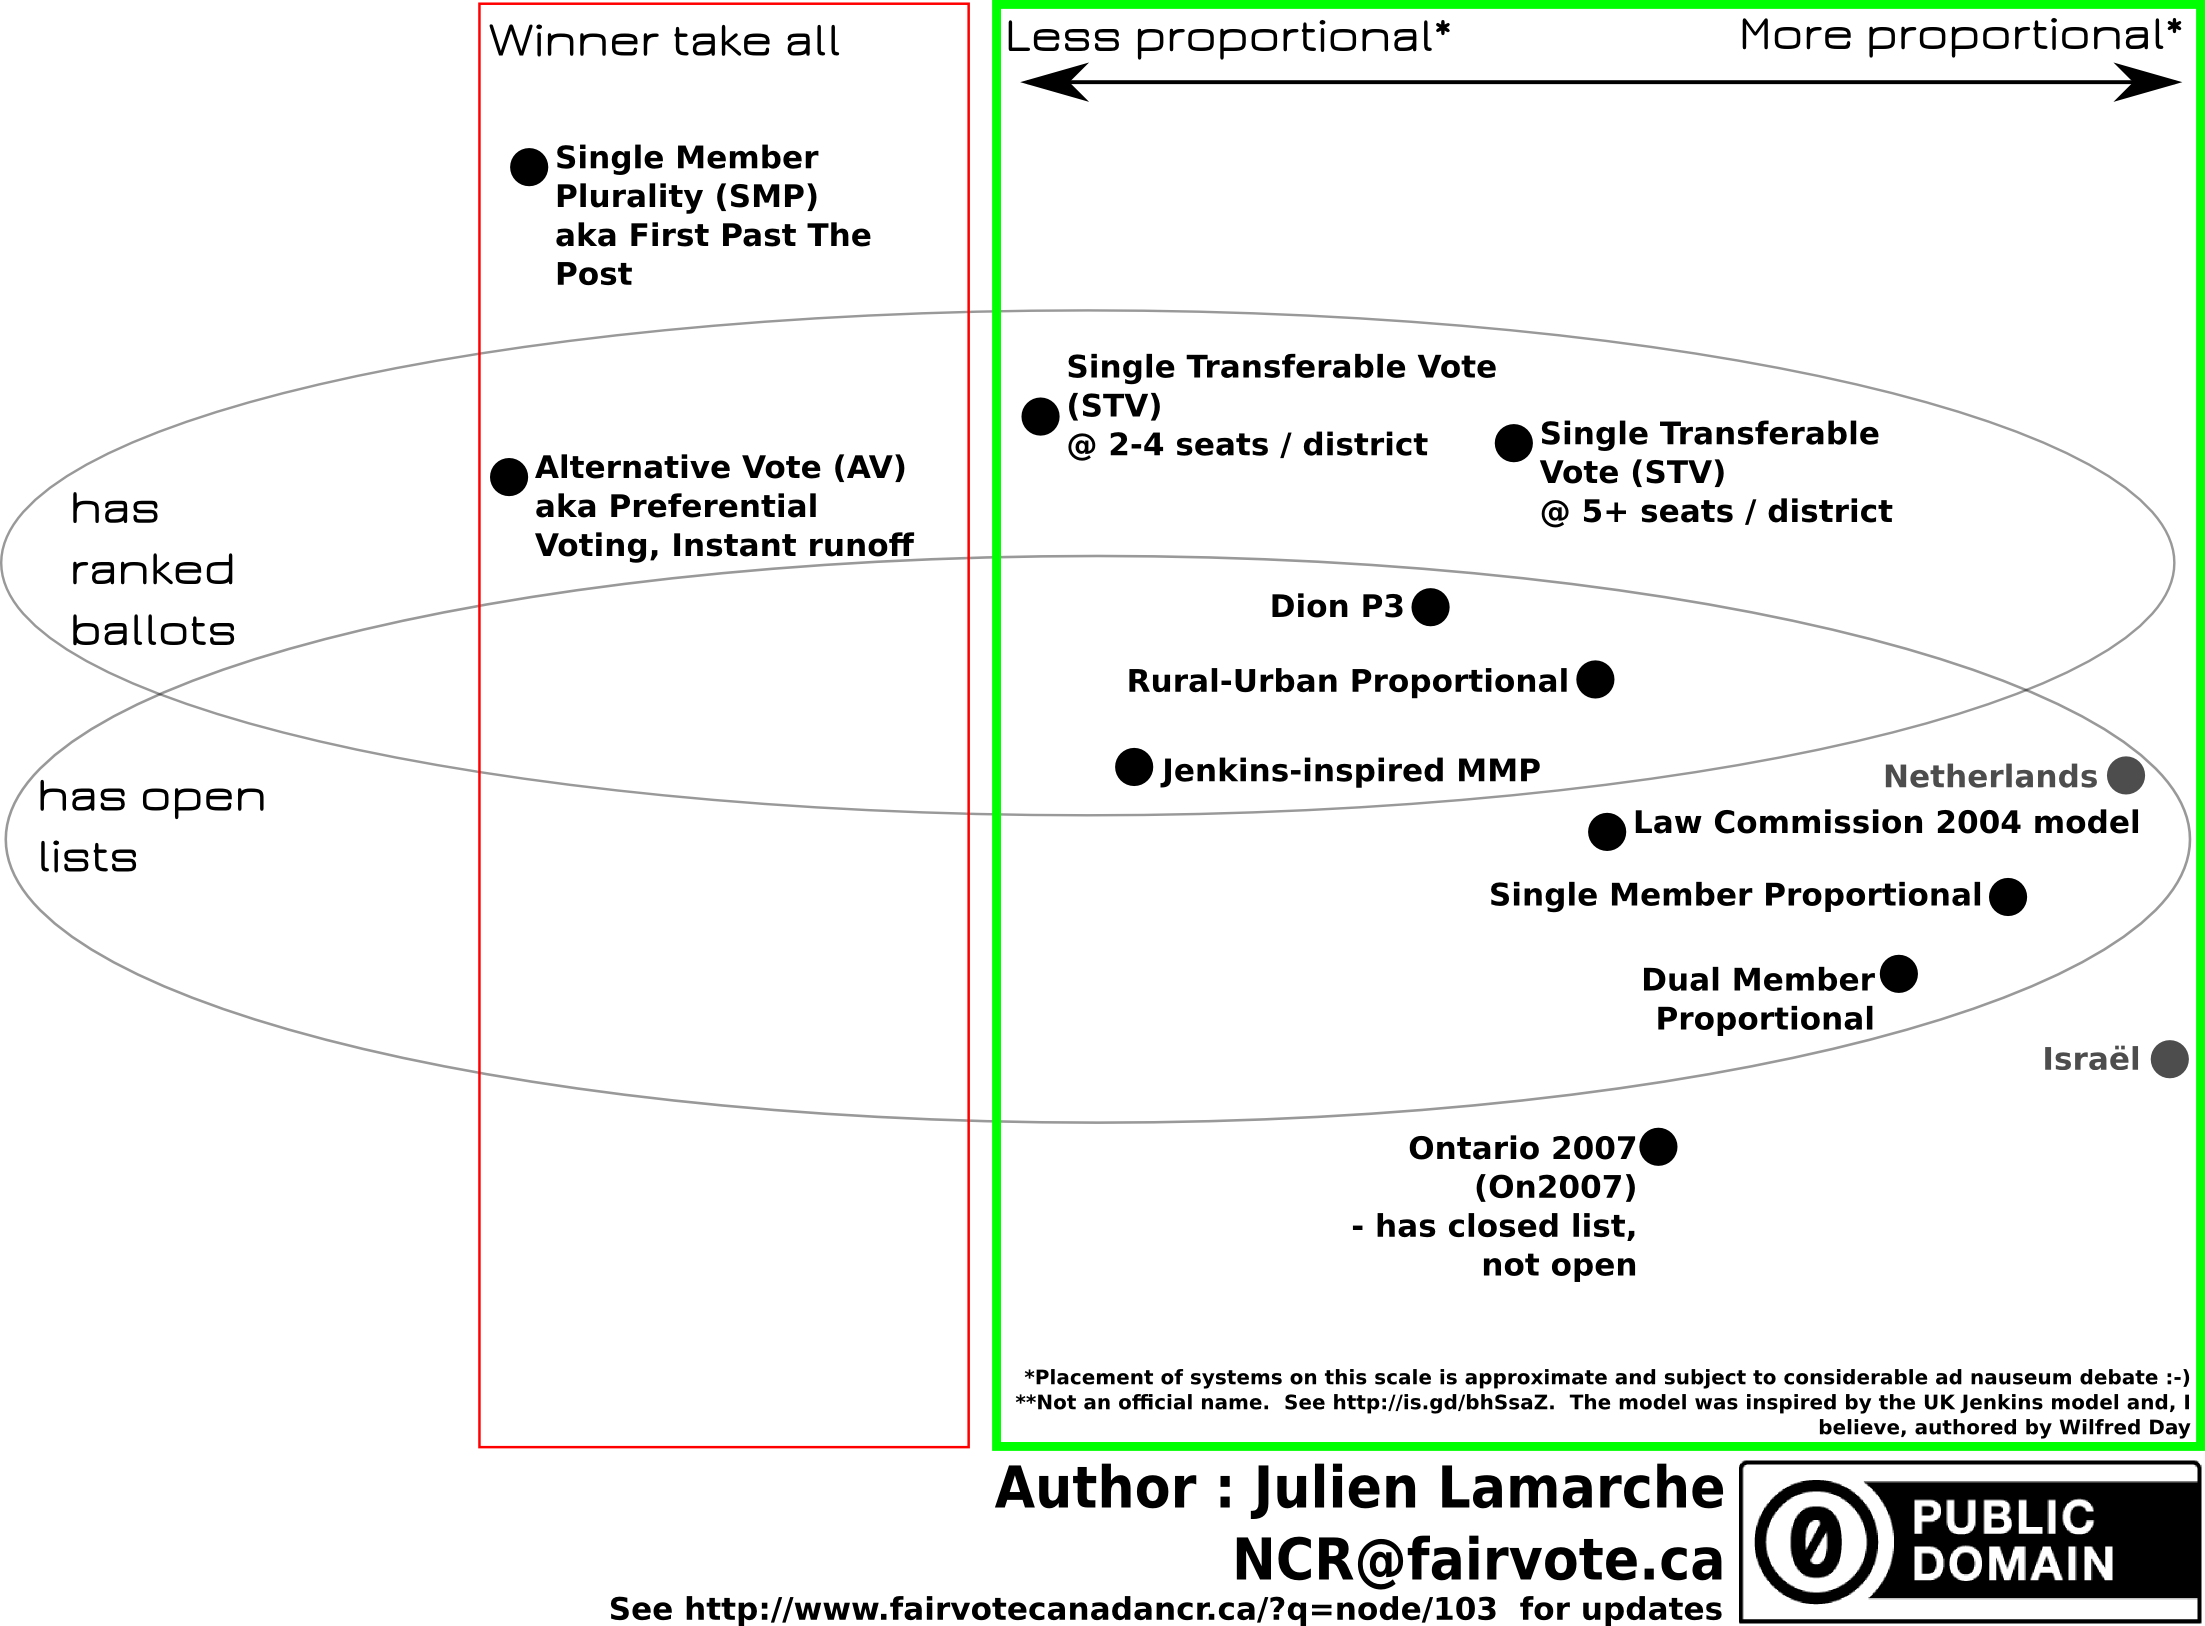 Winner take all
Less proportional*
More proportional*
Single Member
Plurality (SMP)
aka First Past The
Post
Single Transferable Vote
(STV)
@ 2-4 seats / district
Single Transferable
Vote (STV)
@ 5+ seats / district
Alternative Vote (AV)
aka Preferential
Voting, Instant runoff
has
ranked
ballots
Dion P3
Rural-Urban Proportional
Jenkins-inspired MMP
Netherlands
has open
lists
Law Commission 2004 model
Single Member Proportional
Dual Member
Proportional
Israël
Ontario 2007
(On2007)
- has closed list,
not open
*Placement of systems on this scale is approximate and subject to considerable ad nauseum debate :-)
**Not an official name.  See http://is.gd/bhSsaZ.  The model was inspired by the UK Jenkins model and, I
believe, authored by Wilfred Day
Author : Julien Lamarche
NCR@fairvote.ca
See http://www.fairvotecanadancr.ca/?q=node/103  for updates
0
PUBLIC
DOMAIN